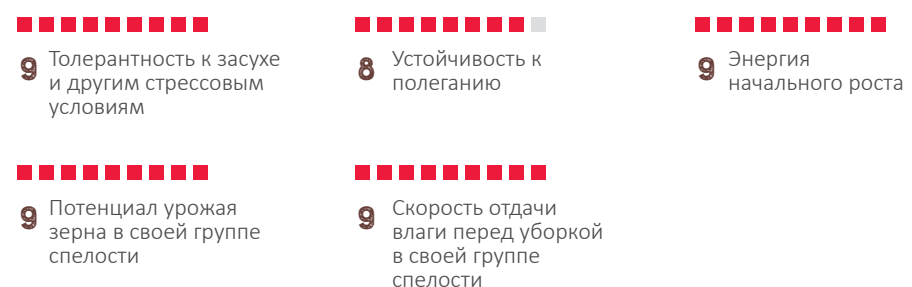 9 Толерантность к засухе
и другим стрессовым
условиям
8 Устойчивость к
полеганию
9 Энергия
начального роста
9 Потенциал урожая
зерна в своей группе
спелости
9 Скорость отдачи
влаги перед уборкой
в своей группе
спелости